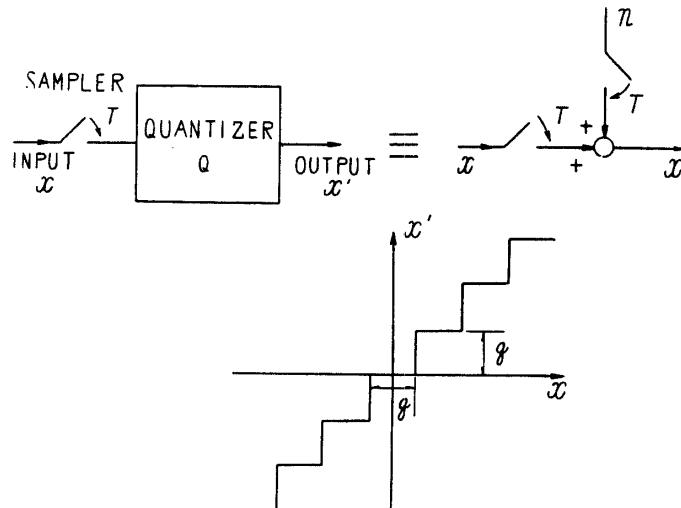 n
SAMPLER
T
QUANTIZER
Q
INPUT
x
OUTPUT
x'
≡
x
T
T
+
+
x
x'
g
g
x